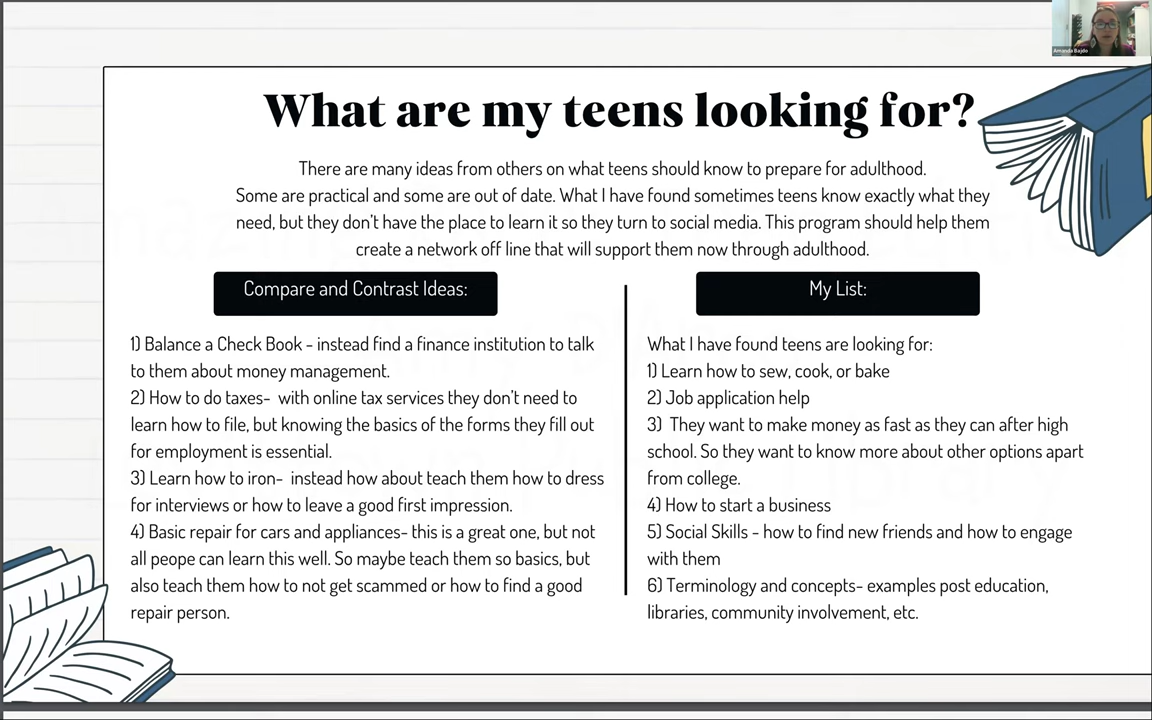 Amanda Bajdo
What are my teens looking for?
There are many ideas from others on what teens should know to prepare for adulthood.
Some are practical and some are out of date. What I have found sometimes teens know exactly what they
need, but they don't have the place to learn it so they turn to social media. This program should help them
create a network off line that will support them now through adulthood.
Compare and Contrast Ideas:
1) Balance a Check Book - instead find a finance institution to talk
to them about money management.
2) How to do taxes-  with online tax services they don't need to
learn how to file, but knowing the basics of the forms they fill out
for employment is essential.
3) Learn how to iron-  instead how about teach them how to dress
for interviews or how to leave a good first impression.
4) Basic repair for cars and appliances- this is a great one, but not
all peope can learn this well. So maybe teach them so basics, but
also teach them how to not get scammed or how to find a good
repair person.
My List:
What I have found teens are looking for:
1) Learn how to sew, cook, or bake
2) Job application help
3)  They want to make money as fast as they can after high
school. So they want to know more about other options apart
from college.
4) How to start a business
5) Social Skills - how to find new friends and how to engage
with them
6) Terminology and concepts- examples post education,
libraries, community involvement, etc.